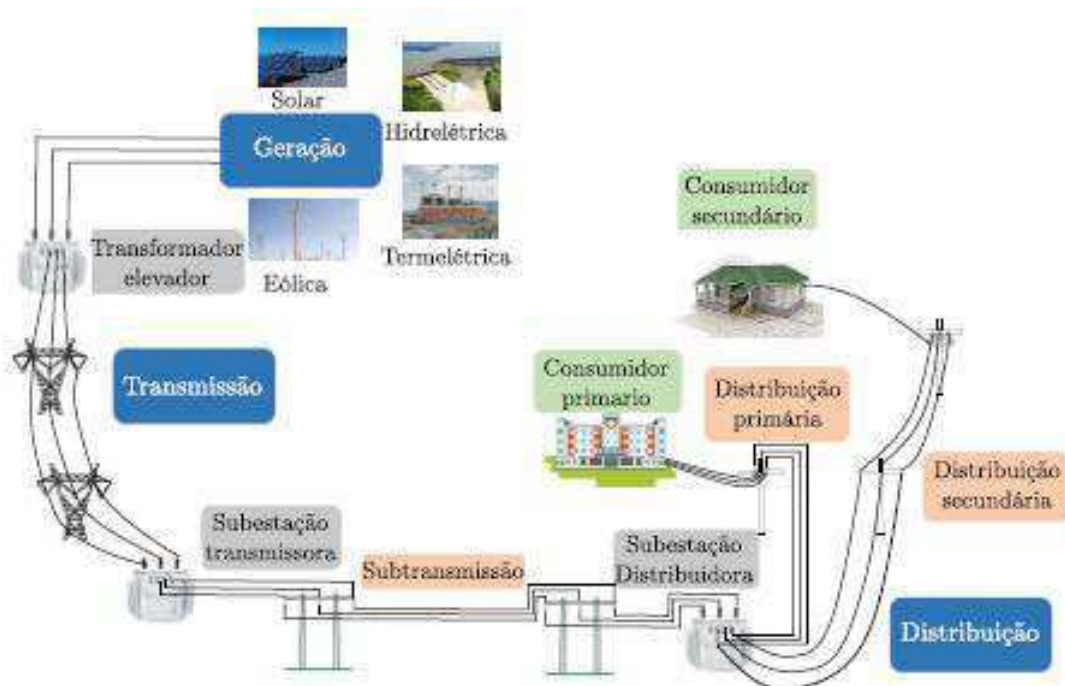 Solar
Geração
Hidrelétrica
Transformador
elevador
Eólica
Termelétrica
Consumidor
secundário
Transmissão
Consumidor
primario
Distribuição
primária
Distribuição
secundária
Subestação
transmissora
Subtransmissão
Subestação
Distribuidora
Distribuição